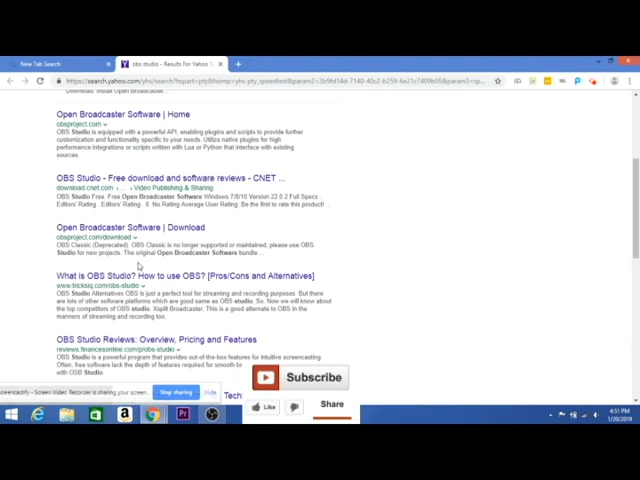 New Tab Search
obs studio - Results For Yahoo S
https://search.yahoo.com/yhs/search?hspart=pty&hsimp=yhs-pty_speedtest&param2=
Open Broadcaster Software | Home
obsproject.com
OBS Studio is equipped with a powerful API, enabling plugins and scripts to provide further
customization and functionality specific to your needs. Utilize native plugins for high
performance integrations or scripts written with Lua or Python that interface with existing
sources.
OBS Studio - Free download and software reviews - CNET ...
download.cnet.com › ... › Video Publishing & Sharing
OBS Studio Free. Free Open Broadcaster Software Windows 7/8/10 Version 22.0.2 Full Specs
Editors' Rating . Editors' Rating . 0. No Rating Average User Rating: Be the first to rate this product! ...
Open Broadcaster Software | Download
obsproject.com/download
OBS Classic (Deprecated). OBS Classic is no longer supported or maintained, please use OBS
Studio for new projects. The original Open Broadcaster Software bundle ...
What is OBS Studio? How to use OBS? [Pros/Cons and Alternatives]
www.tricksiq.com/obs-studio
OBS Studio Alternatives OBS is just a perfect tool for streaming and recording purposes. But there
are lots of other software platforms which are good same as OBS studio. So, Now we will know about
the top competitors of OBS studio. Xsplit Broadcaster, This is a good alternate to OBS in the
manners of streaming and recording too.
OBS Studio Reviews: Overview, Pricing and Features
reviews.financesonline.com/p/obs-studio
OBS Studio is a powerful program that provides out-of-the-box features for intuitive screencasting
Often, free software lack the depth of features required for smooth
with OSB Studio.
Tech
Screencastify - Screen Video Recorder is sharing your screen.
Stop sharing
Hide
Subscribe
Like
Share
4:51 PM
1/20/2019